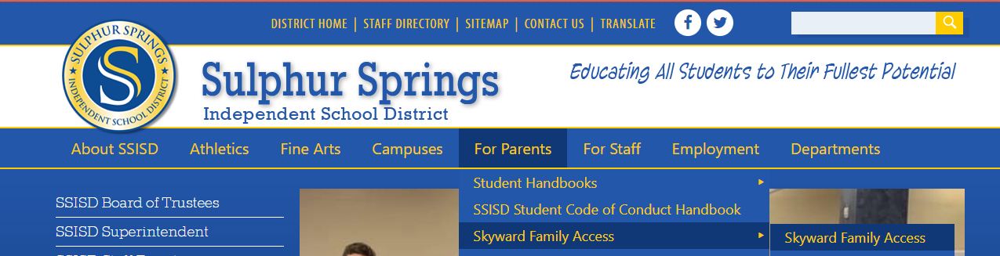 DISTRICT HOME | STAFF DIRECTORY | SITEMAP | CONTACT US | TRANSLATE
SULPHUR SPRINGS
INDEPENDENT SCHOOL DISTRICT
SS
Sulphur Springs
Independent School District
Educating All Students to Their Fullest Potential
About SSISD Athletics Fine Arts Campuses For Parents For Staff Employment Departments
Student Handbooks
SSISD Student Code of Conduct Handbook
Skyward Family Access
Skyward Family Access
SSISD Board of Trustees
SSISD Superintendent